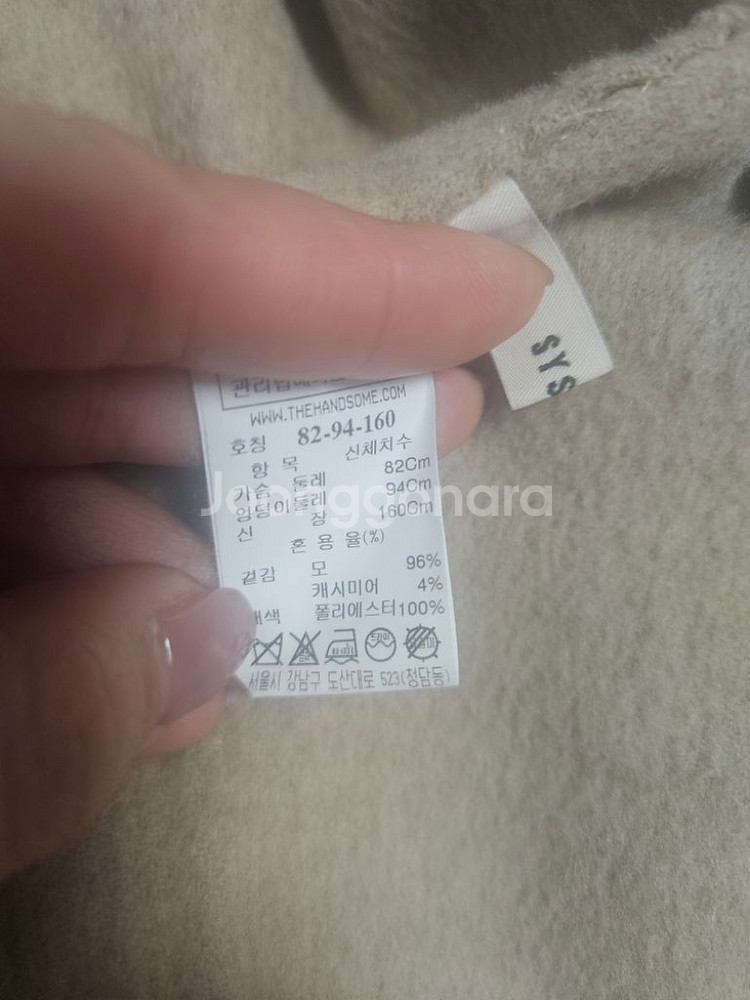 WWW.THEHANDSOME.COM
호칭 82-94-160
항 목 신체치수
가슴 둘레 82Cm
엉덩이둘레 94Cm
신 장 160Cm
혼 용 율(%)
겉감 모 96%
캐시미어 4%
배색 폴리에스터100%
서울시 강남구 도산대로 523(청담동)
SYS
Joonggonara